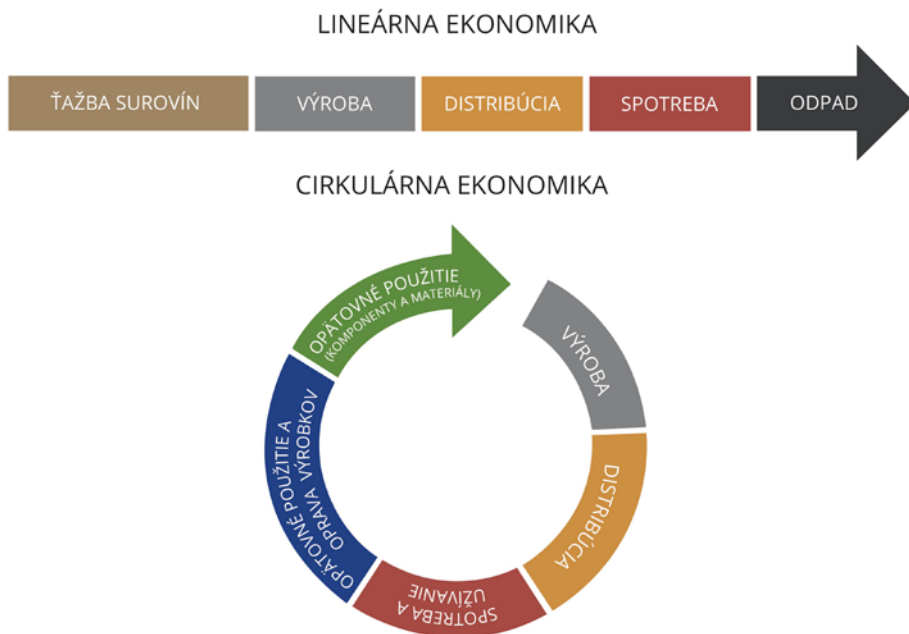 LINEÁRNA EKONOMIKA
ŤAŽBA SUROVÍN
VÝROBA
DISTRIBÚCIA
SPOTREBA
ODPAD
CIRKULÁRNA EKONOMIKA
OPÄTOVNÉ POUŽITIE
(KOMPONENTY A MATERIÁLY)
VÝROBA
DISTRIBÚCIA
SPOTREBA A
UŽÍVANIE
OPÄTOVNÉ POUŽITIE A
OPRAVA VÝROBKOV